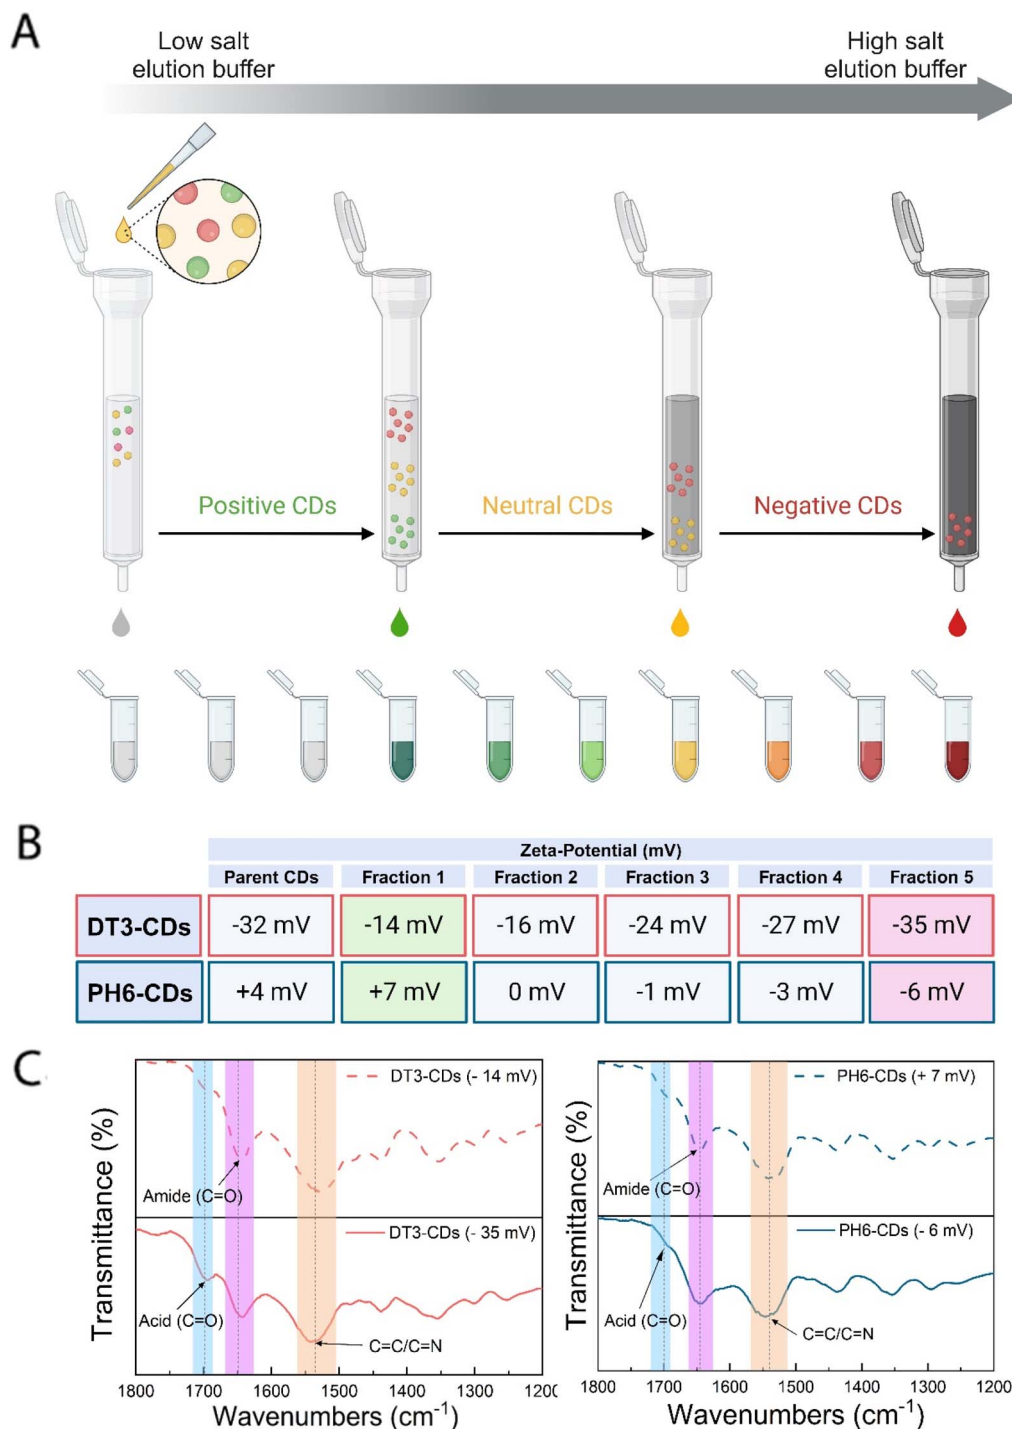 A
Low salt
elution buffer
High salt
elution buffer
Positive CDs
Neutral CDs
Negative CDs
B
Zeta-Potential (mV)
Parent CDs Fraction 1 Fraction 2 Fraction 3 Fraction 4 Fraction 5
DT3-CDs -32 mV -14 mV -16 mV -24 mV -27 mV -35 mV
PH6-CDs +4 mV +7 mV 0 mV -1 mV -3 mV -6 mV
C
Transmittance (%)
DT3-CDs (- 14 mV)
Amide (C=O)
DT3-CDs (- 35 mV)
Acid (C=O)
C=C/C=N
1800 1700 1600 1500 1400 1300 1200
Wavenumbers (cm⁻¹)
Transmittance (%)
PH6-CDs (+ 7 mV)
Amide (C=O)
PH6-CDs (- 6 mV)
Acid (C=O)
C=C/C=N
1800 1700 1600 1500 1400 1300 1200
Wavenumbers (cm⁻¹)